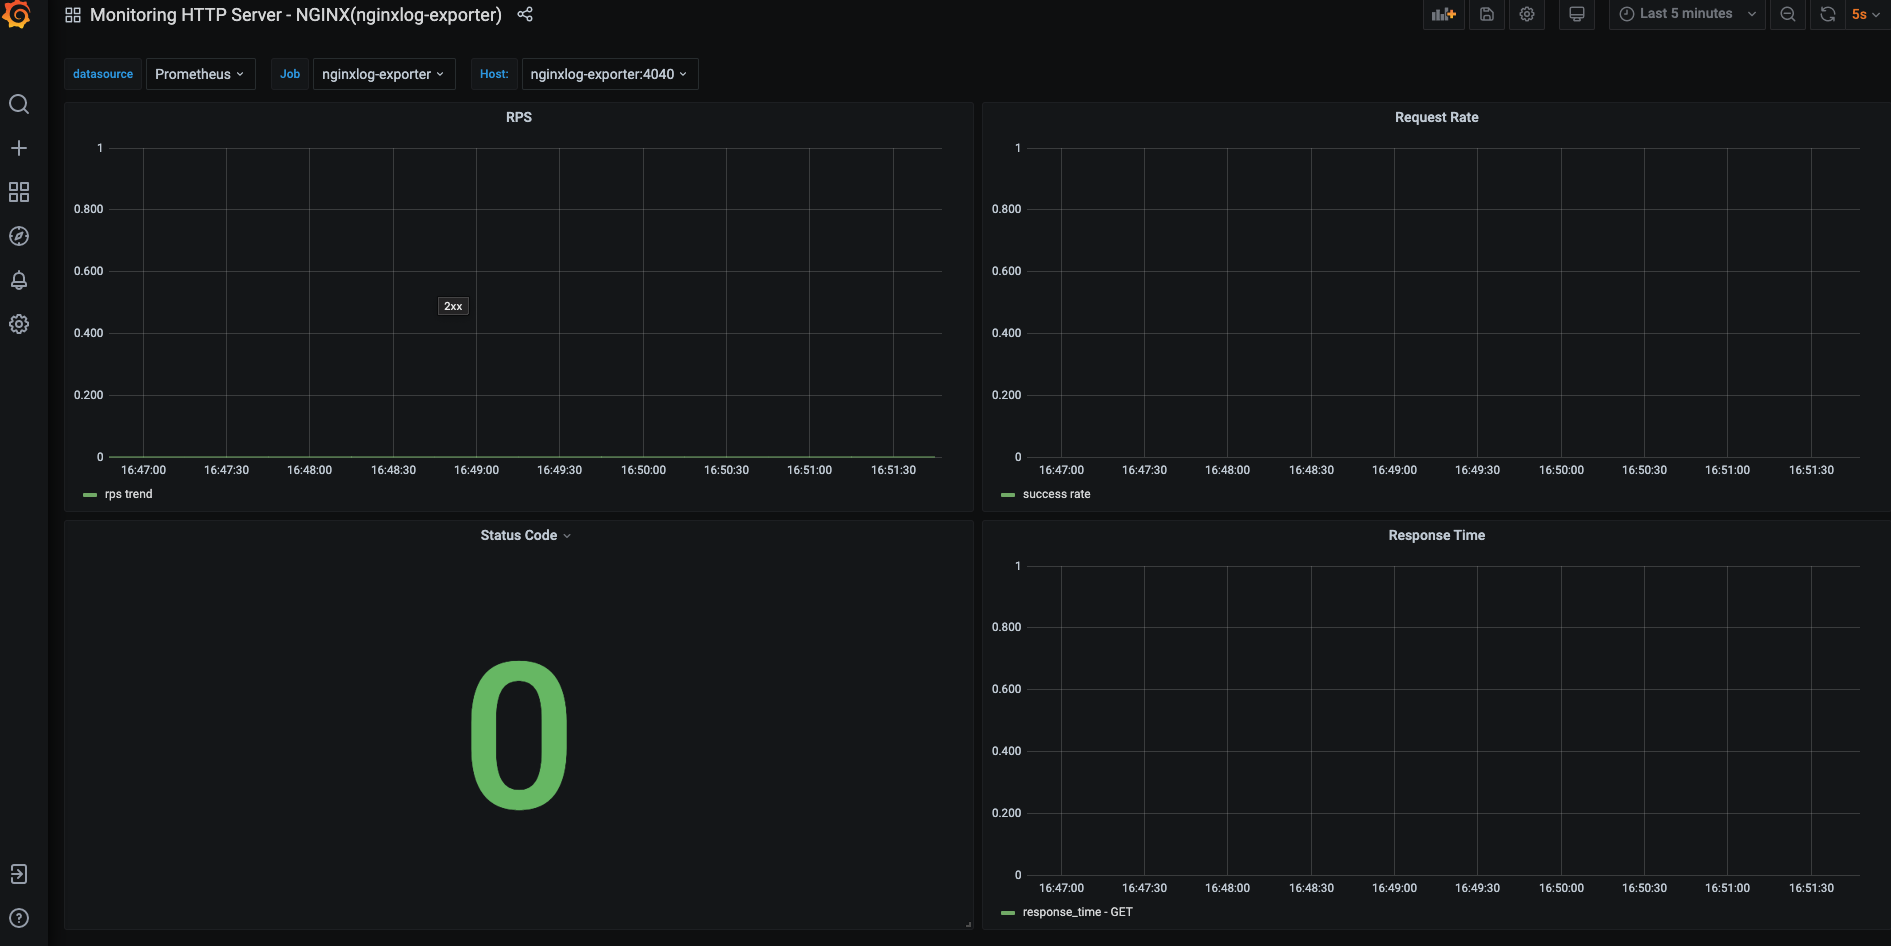 Monitoring HTTP Server - NGINX(nginxlog-exporter)
Last 5 minutes
5s
datasource Prometheus Job nginxlog-exporter Host: nginxlog-exporter:4040
RPS
1
0.800
0.600
0.400
0.200
0
2xx
16:47:00 16:47:30 16:48:00 16:48:30 16:49:00 16:49:30 16:50:00 16:50:30 16:51:00 16:51:30
rps trend
Request Rate
1
0.800
0.600
0.400
0.200
0
16:47:00 16:47:30 16:48:00 16:48:30 16:49:00 16:49:30 16:50:00 16:50:30 16:51:00 16:51:30
success rate
Status Code
0
Response Time
1
0.800
0.600
0.400
0.200
0
16:47:00 16:47:30 16:48:00 16:48:30 16:49:00 16:49:30 16:50:00 16:50:30 16:51:00 16:51:30
response_time - GET